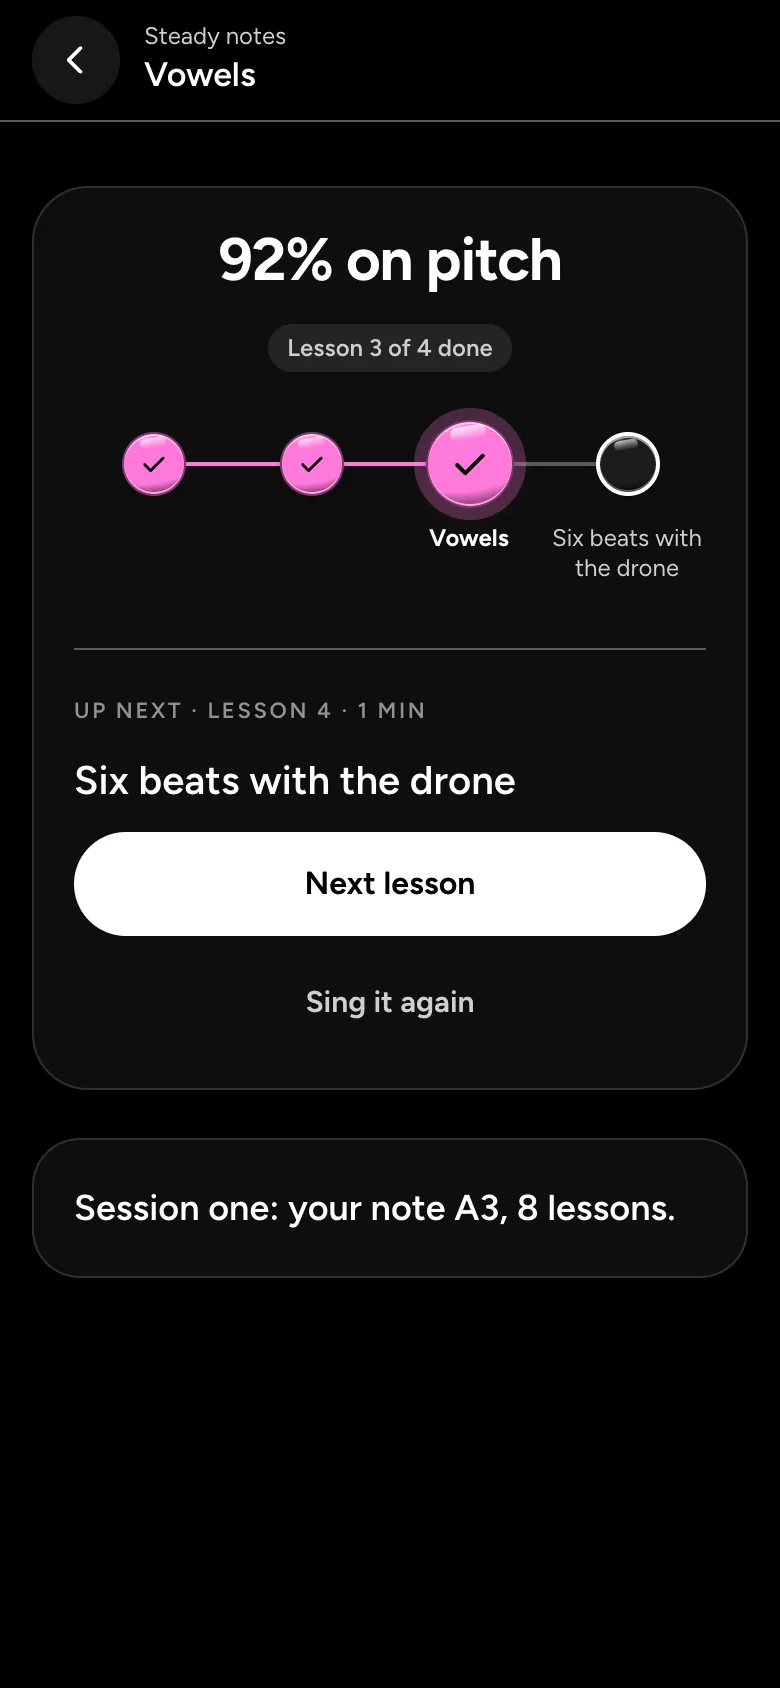 Steady notes
Vowels
92% on pitch
Lesson 3 of 4 done
Vowels
Six beats with
the drone
UP NEXT · LESSON 4 · 1 MIN
Six beats with the drone
Next lesson
Sing it again
Session one: your note A3, 8 lessons.